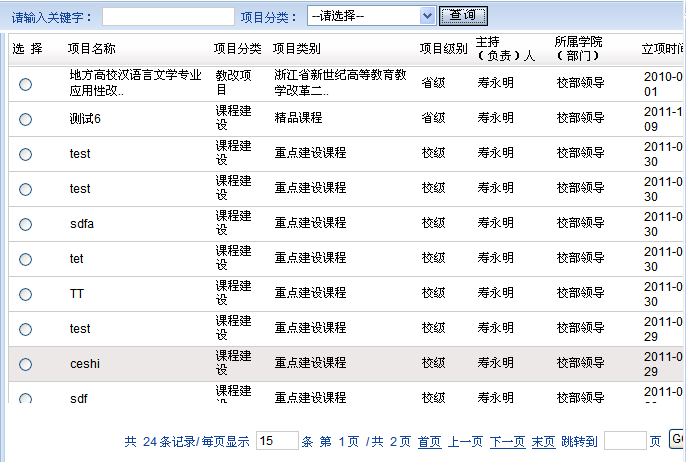 请输入关键字： 项目分类： --请选择-- 查询
选 择 项目名称 项目分类 项目类别 项目级别 主持（负责）人 所属学院（部门） 立项时间
地方高校汉语言文学专业应用性改.. 教改项目 浙江省新世纪高等教育教学改革二.. 省级 寿永明 校部领导 2010-0 01
测试6 课程建设 精品课程 省级 寿永明 校部领导 2011-1 09
test 课程建设 重点建设课程 校级 寿永明 校部领导 2011-0 30
test 课程建设 重点建设课程 校级 寿永明 校部领导 2011-0 30
sdfa 课程建设 重点建设课程 校级 寿永明 校部领导 2011-0 30
tet 课程建设 重点建设课程 校级 寿永明 校部领导 2011-0 30
TT 课程建设 重点建设课程 校级 寿永明 校部领导 2011-0 30
test 课程建设 重点建设课程 校级 寿永明 校部领导 2011-0 29
ceshi 课程建设 重点建设课程 校级 寿永明 校部领导 2011-0 29
sdf 课程建设 重点建设课程 校级 寿永明 校部领导 2011-0
共 24条记录/每页显示 15 条 第 1页 /共 2页 首页 上一页 下一页 末页 跳转到 页